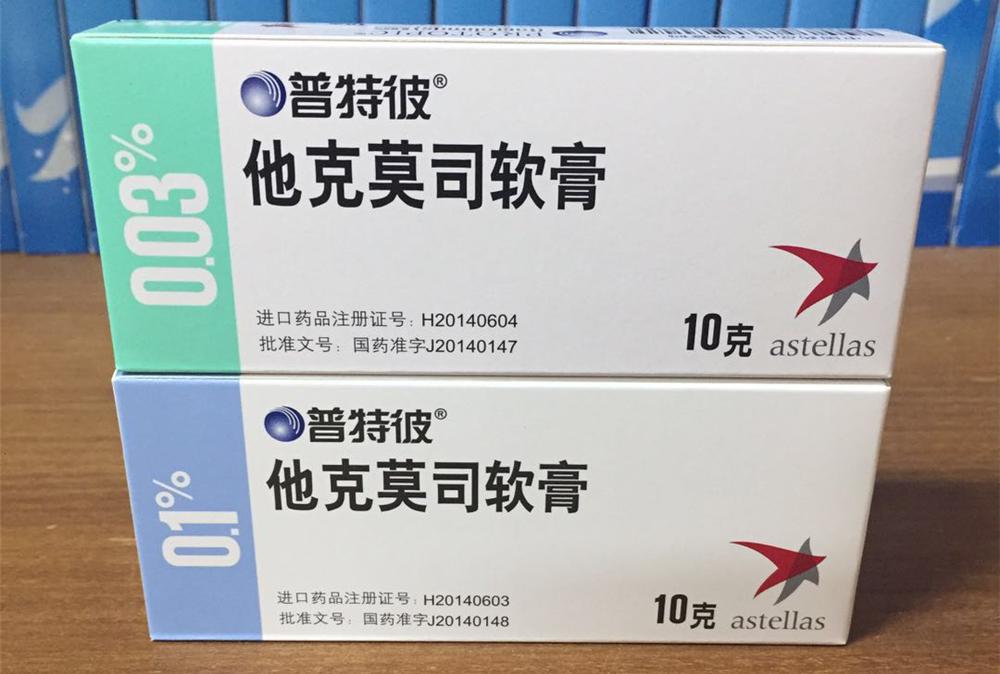 0.03%
普特彼®
他克莫司软膏
进口药品注册证号:H20140604
批准文号:国药准字J20140147
10克
astellas
0.1%
普特彼®
他克莫司软膏
进口药品注册证号:H20140603
批准文号:国药准字J20140148
10克
astellas